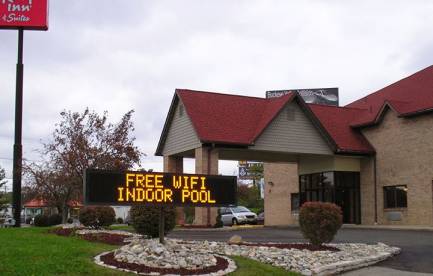 Inn
& Suites
FREE WIFI
INDOOR POOL